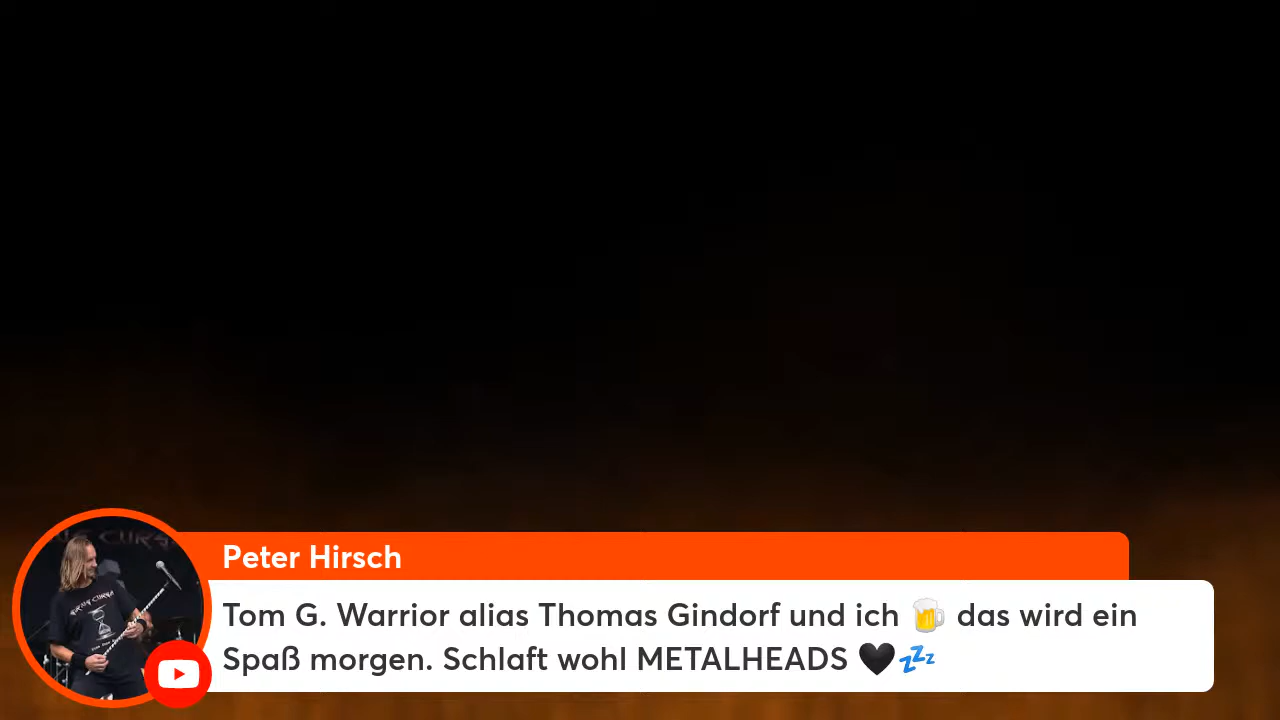 Peter Hirsch
Tom G. Warrior alias Thomas Gindorf und ich 🍺 das wird ein
Spaß morgen. Schlaft wohl METALHEADS 🖤💤